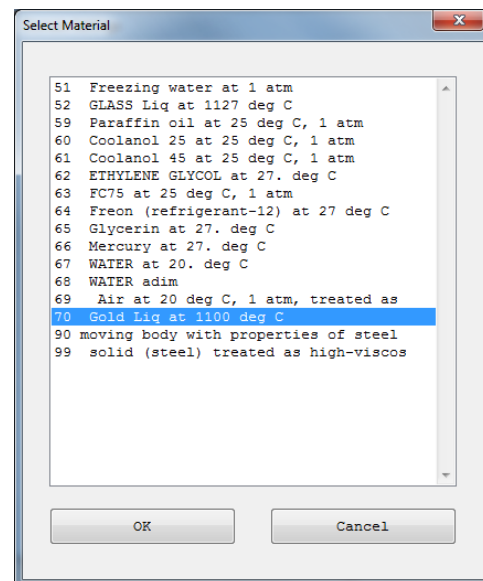 Select Material
51 Freezing water at 1 atm
52 GLASS Liq at 1127 deg C
59 Paraffin oil at 25 deg C, 1 atm
60 Coolanol 25 at 25 deg C, 1 atm
61 Coolanol 45 at 25 deg C, 1 atm
62 ETHYLENE GLYCOL at 27. deg C
63 FC75 at 25 deg C, 1 atm
64 Freon (refrigerant-12) at 27 deg C
65 Glycerin at 27. deg C
66 Mercury at 27. deg C
67 WATER at 20. deg C
68 WATER adim
69 Air at 20 deg C, 1 atm, treated as
70 Gold Liq at 1100 deg C
90 moving body with properties of steel
99 solid (steel) treated as high-viscos
OK Cancel